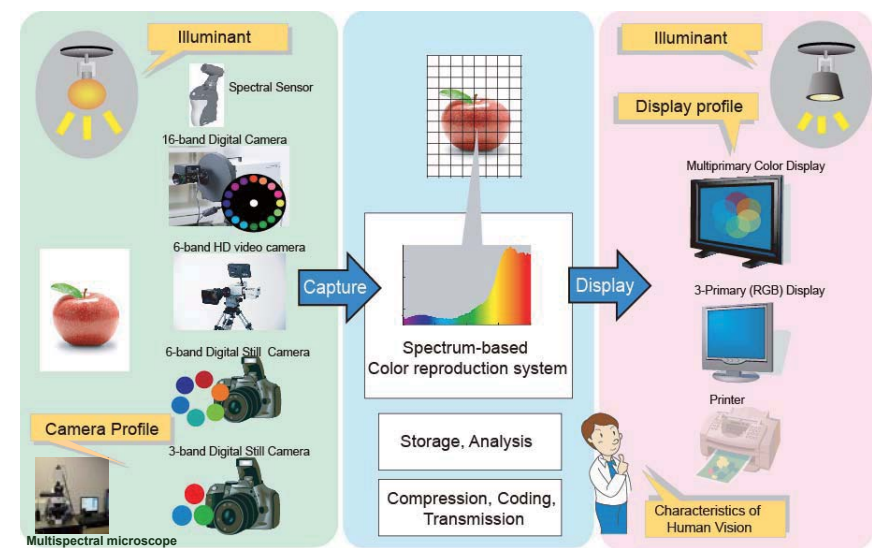 Illuminant
Spectral Sensor
16-band Digital Camera
6-band HD video camera
6-band Digital Still Camera
Camera Profile
3-band Digital Still Camera
Multispectral microscope
Capture
Spectrum-based
Color reproduction system
Storage, Analysis
Compression, Coding,
Transmission
Display
Illuminant
Display profile
Multiprimary Color Display
3-Primary (RGB) Display
Printer
Characteristics of
Human Vision